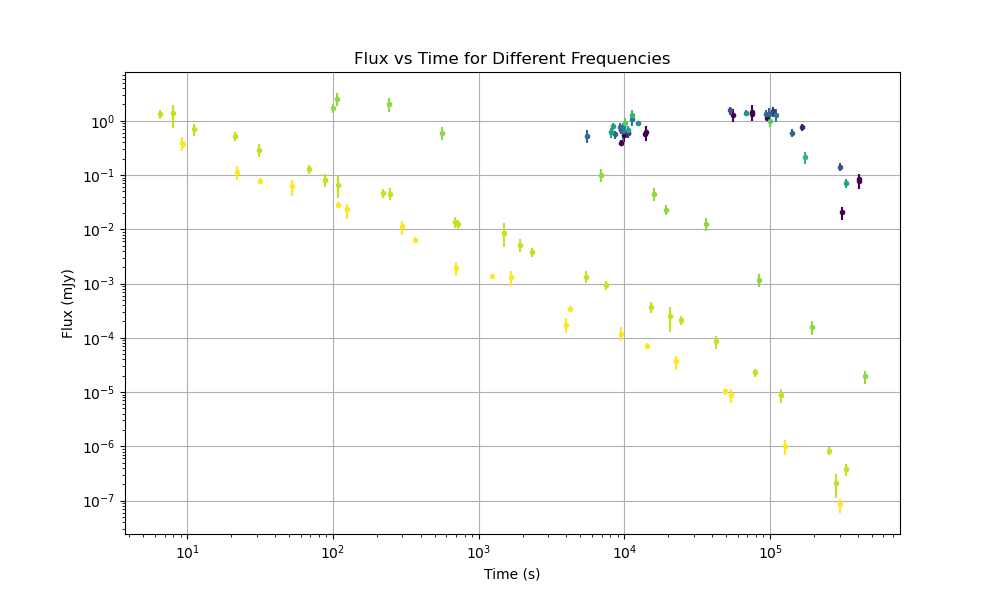 Flux vs Time for Different Frequencies
Flux (mJy)
10⁰
10⁻¹
10⁻²
10⁻³
10⁻⁴
10⁻⁵
10⁻⁶
10⁻⁷
10¹ 10² 10³ 10⁴ 10⁵
Time (s)